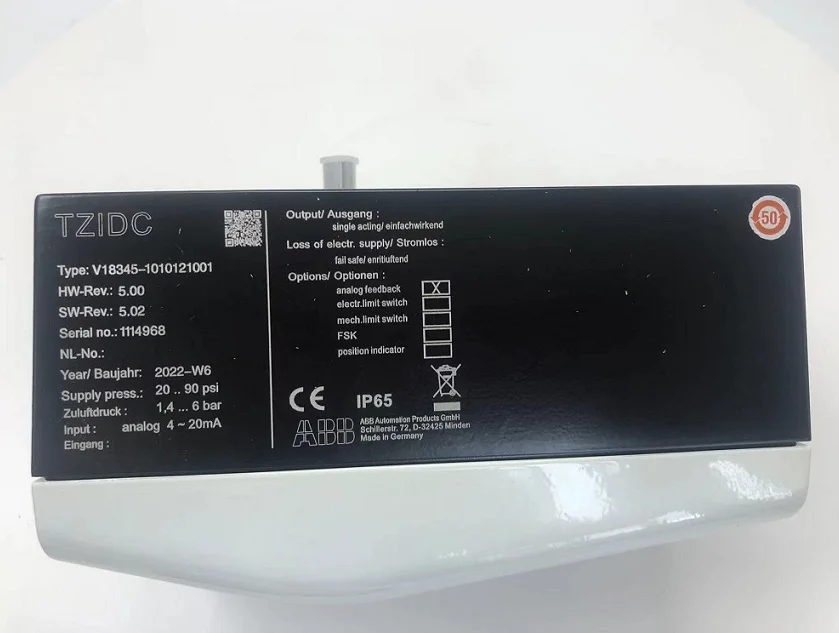 TZIDC
Type: V18345-1010121001
HW-Rev.: 5.00
SW-Rev.: 5.02
Serial no.: 1114968
NL-No.:
Year/ Baujahr: 2022-W6
Supply press.: 20 .. 90 psi
Zuluftdruck : 1,4 ... 6 bar
Input : analog 4 ~ 20mA
Eingang :
Output/ Ausgang :
single acting/ einfachwirkend
Loss of electr. supply/ Stromlos :
fail safe/ enrltiuftend
Options/ Optionen :
analog feedback X
electr.limit switch
mech.limit switch
FSK
position indicator
CE IP65
ABB
ABB Automation Products GmbH
Schillerstr. 72, D-32425 Minden
Made in Germany
50